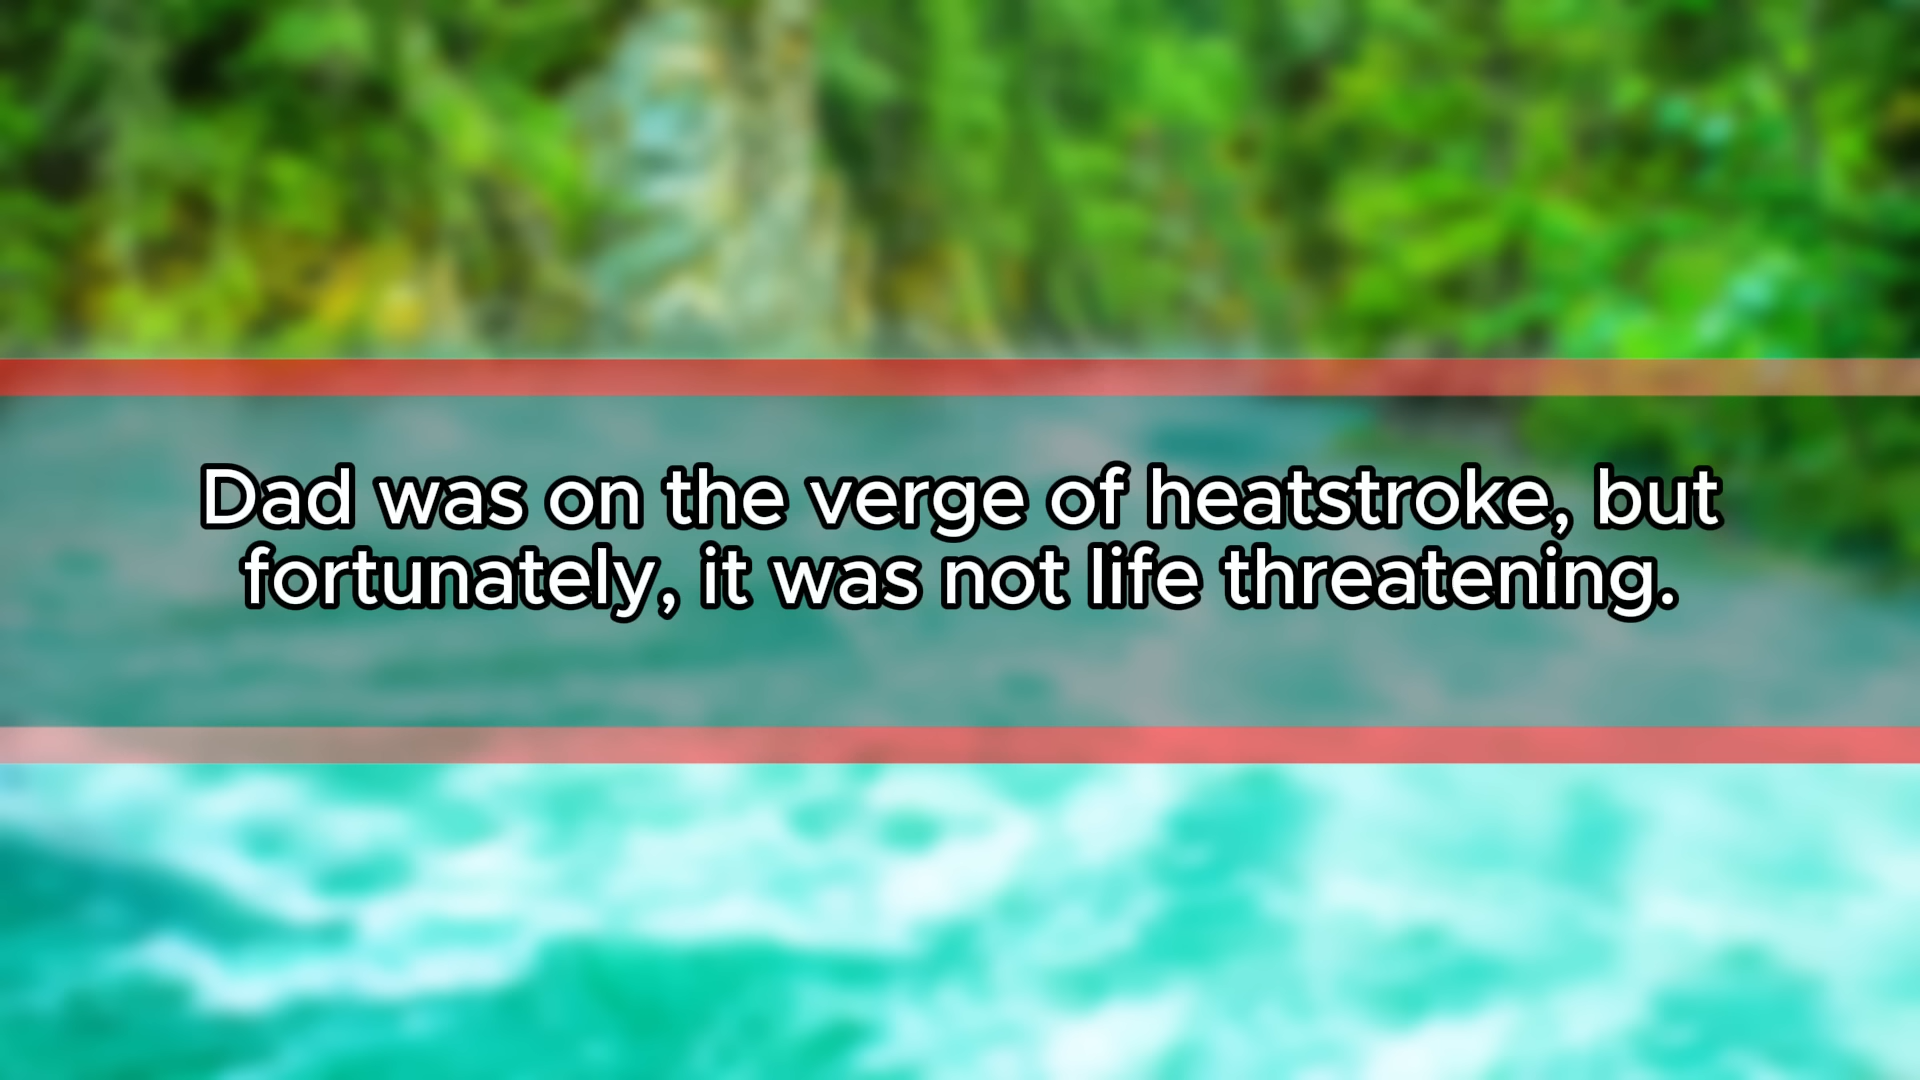 Dad was on the verge of heatstroke, but
fortunately, it was not life threatening.